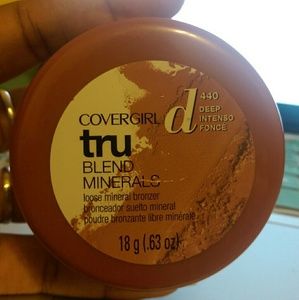 COVERGIRL
tru
BLEND
MINERALS
loose mineral bronzer
bronceador suelto mineral
poudre bronzante libre minérale
18 g (.63 oz)
d
440
DEEP
INTENSO
FONCE